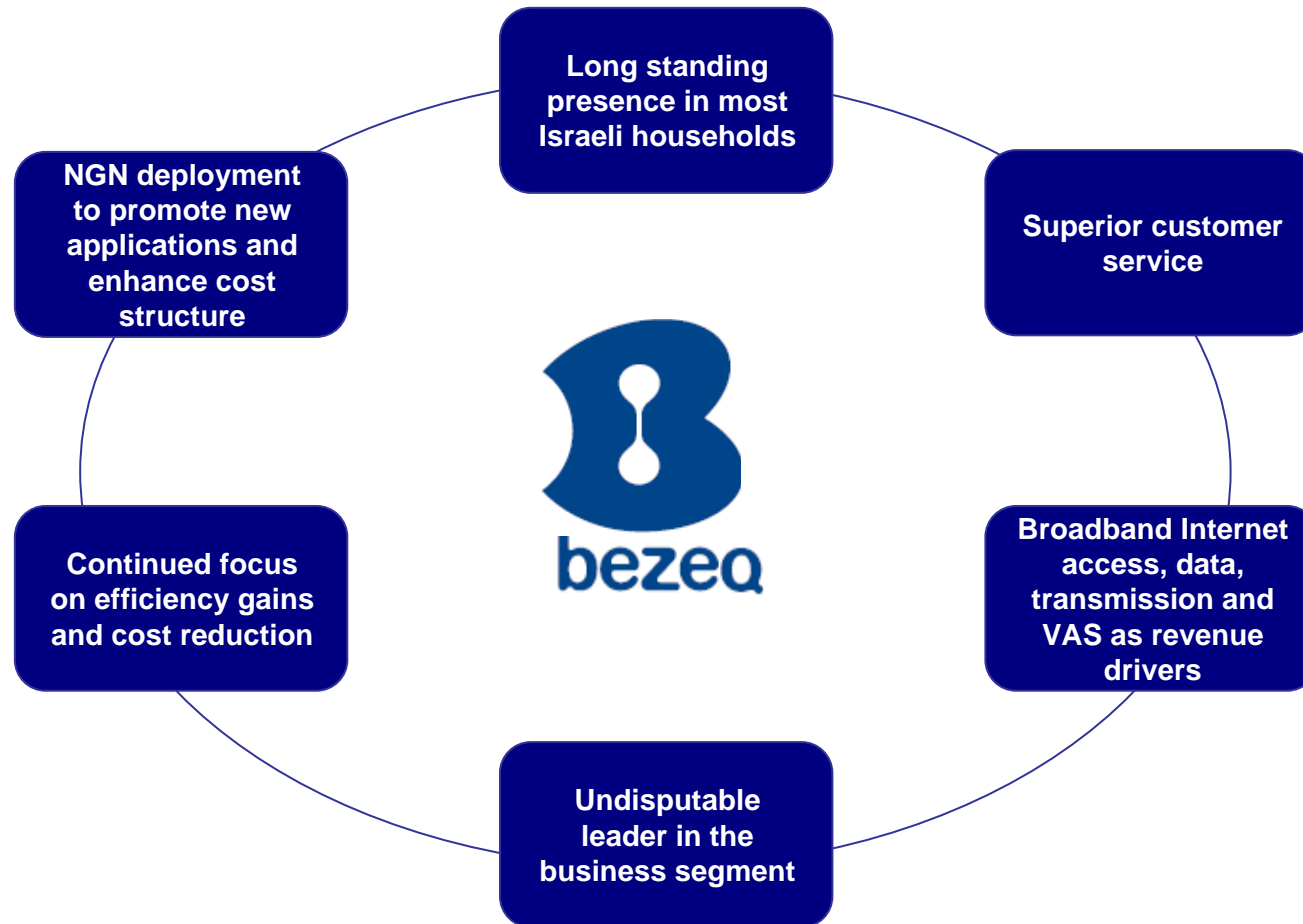 Long standing
presence in most
Israeli households
NGN deployment
to promote new
applications and
enhance cost
structure
Superior customer
service
bezeq
Continued focus
on efficiency gains
and cost reduction
Broadband Internet
access, data,
transmission and
VAS as revenue
drivers
Undisputable
leader in the
business segment